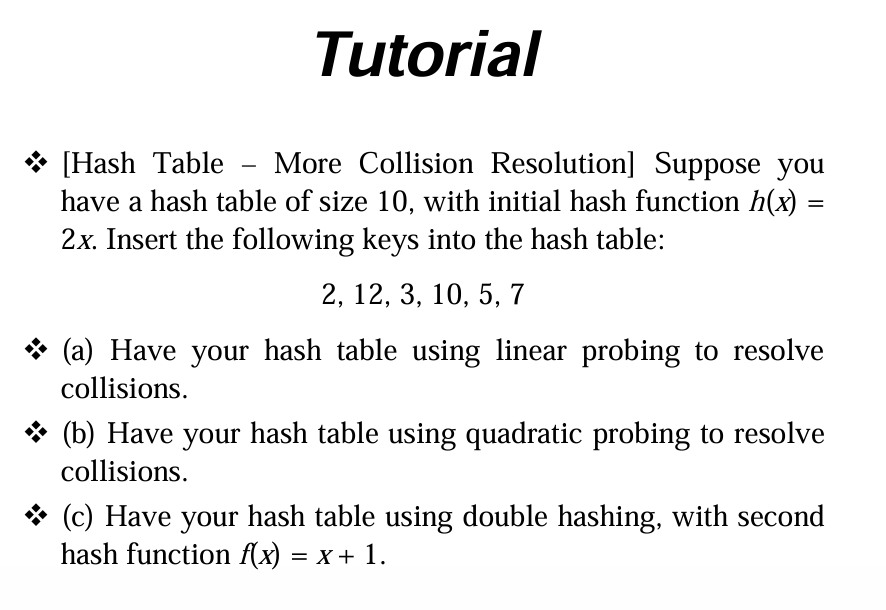 Tutorial
❖ [Hash Table – More Collision Resolution] Suppose you
have a hash table of size 10, with initial hash function h(x) =
2x. Insert the following keys into the hash table:
2, 12, 3, 10, 5, 7
❖ (a) Have your hash table using linear probing to resolve
collisions.
❖ (b) Have your hash table using quadratic probing to resolve
collisions.
❖ (c) Have your hash table using double hashing, with second
hash function f(x) = x + 1.